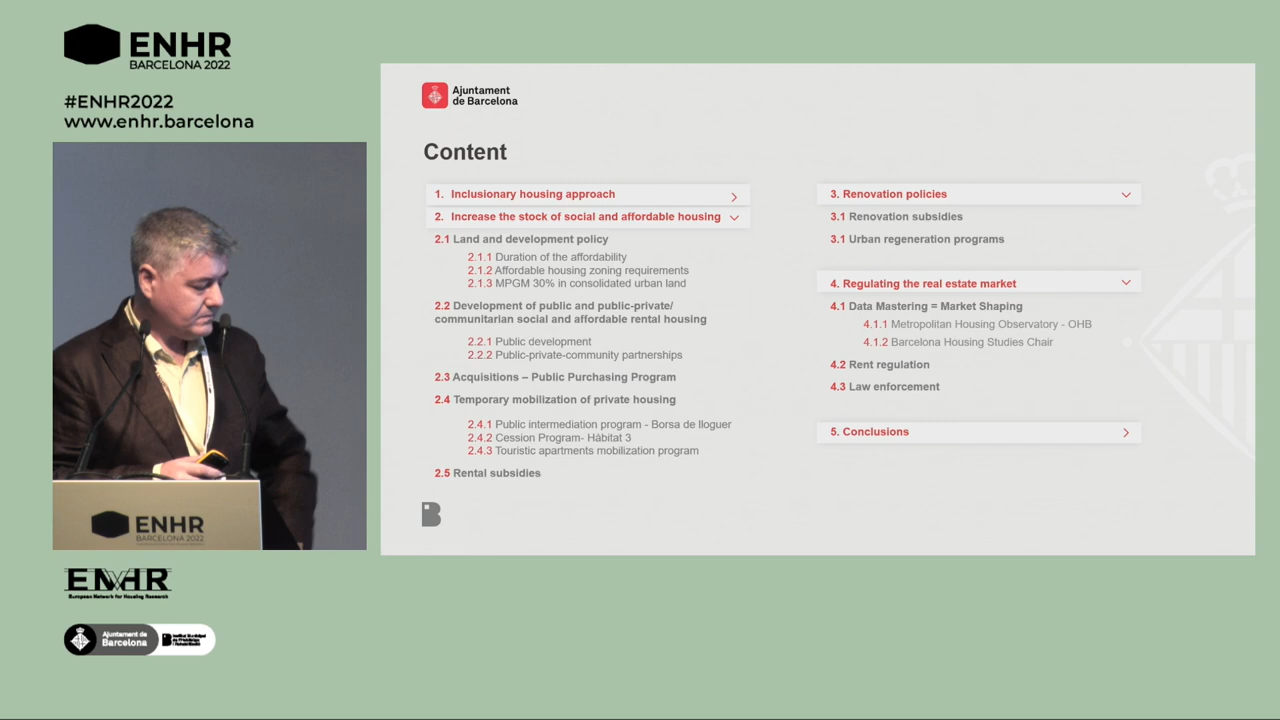 ENHR
BARCELONA 2022
#ENHR2022
www.enhr.barcelona
Ajuntament
de Barcelona
Content
1. Inclusionary housing approach
2. Increase the stock of social and affordable housing
2.1 Land and development policy
2.1.1 Duration of the affordability
2.1.2 Affordable housing zoning requirements
2.1.3 MPGM 30% in consolidated urban land
2.2 Development of public and public-private/
communitarian social and affordable rental housing
2.2.1 Public development
2.2.2 Public-private-community partnerships
2.3 Acquisitions – Public Purchasing Program
2.4 Temporary mobilization of private housing
2.4.1 Public intermediation program - Borsa de lloguer
2.4.2 Cession Program- Hàbitat 3
2.4.3 Touristic apartments mobilization program
2.5 Rental subsidies
3. Renovation policies
3.1 Renovation subsidies
3.1 Urban regeneration programs
4. Regulating the real estate market
4.1 Data Mastering = Market Shaping
4.1.1 Metropolitan Housing Observatory - OHB
4.1.2 Barcelona Housing Studies Chair
4.2 Rent regulation
4.3 Law enforcement
5. Conclusions
B
ENHR
BARCELONA 2022
ENHR
European Network for Housing Research
Ajuntament de
Barcelona